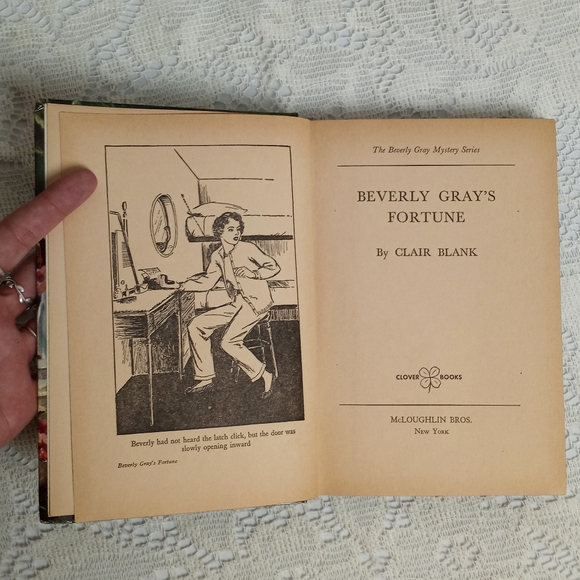 Beverly had not heard the latch click, but the door was
slowly opening inward
Beverly Gray's Fortune
The Beverly Gray Mystery Series
BEVERLY GRAY'S
FORTUNE
By CLAIR BLANK
CLOVER BOOKS
McLOUGHLIN BROS.
NEW YORK